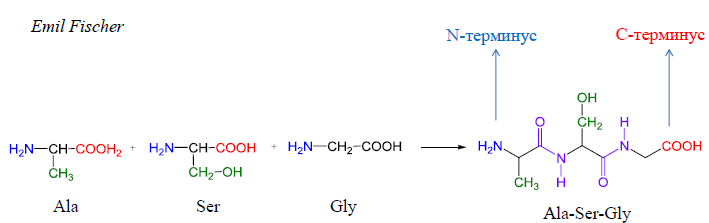 Emil Fischer
N-терминус
C-терминус
H₂N—CH—COOH₂ + H₂N—CH—COOH + H₂N—CH₂—COOH
CH₃
CH₂—OH
OH
CH₂
O
H
H₂N
N
COOH
CH₃
N
H
O
Ala
Ser
Gly
Ala-Ser-Gly